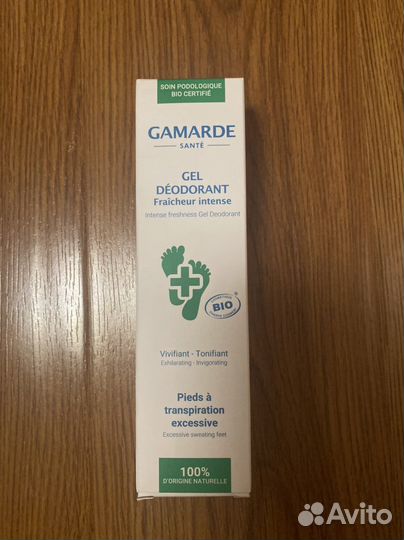 SOIN PODOLOGIQUE
BIO CERTIFIÉ
GAMARDE
SANTÉ
GEL
DÉODORANT
Fraîcheur intense
Intense freshness Gel Deodorant
BIO
Vivifiant - Tonifiant
Exhilarating - Invigorating
Pieds à
transpiration
excessive
Excessive sweating feet
100%
D'ORIGINE NATURELLE
Avito